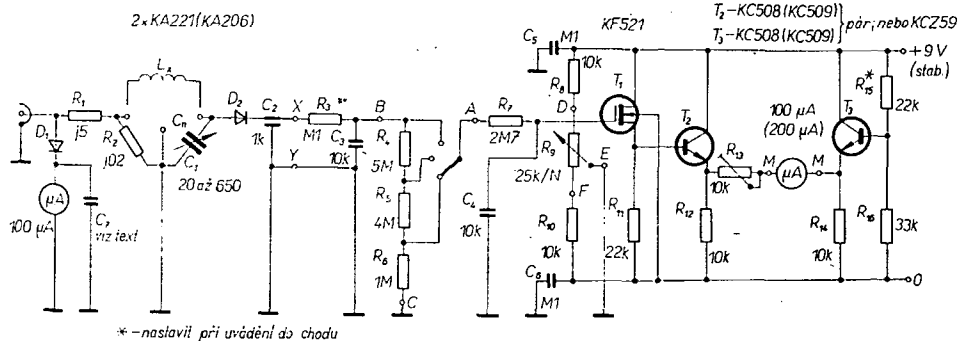 2×KA221(KA206)
KF521
T₂-KC508(KC509)
T₃-KC508(KC509)
pár; nebo KCZ59
+9V
(stab.)
C₅ M1
10k
R₈
T₁
D
Lₓ
R₁
j5
D₁
R₂
j02
Cₙ
C₁
20 až 650
D₂
C₂
1k
X
R₃ **
M1
B
C₃
10k
Y
R₄
5M
R₅
4M
R₆
1M
C
A
R₇
2M7
C₄
10k
R₉
25k/N
E
F
R₁₀
10k
C₆
M1
R₁₁
22k
T₂
R₁₂
10k
R₁₃
10k
M
µA
M
100 µA
(200 µA)
T₃
R₁₄
10k
R₁₅*
22k
R₁₆
33k
0
µA
100 µA
C₇
viz text
*-nastavit při uvádění do chodu